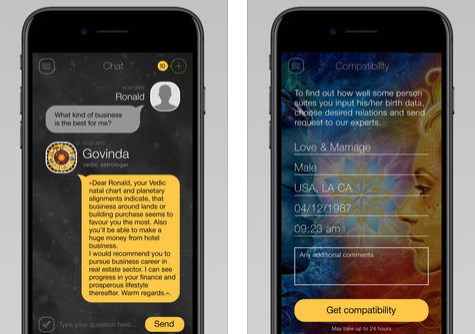 Chat
10
Ronald
What kind of business
is the best for me?
Govinda
vedic astrologer
«Dear Ronald, your Vedic
natal chart and planetary
alignments indicate, that
business around lands or
building purchase seems to
favour you the most. Also
you'll be able to make a
huge money from hotel
business.
I would recommend you to
pursue business career in
real estate sector. I can see
progress in your finance and
prosperous lifestyle
thereafter. Warm regards.».
Type your question here...
Send
Compatibility
To find out how well some person
suites you input his/her birth data,
choose desired relations and send
request to our experts.
Love & Marriage
Male
USA, LA CA
04/12/1987
09:23 am
Any additional comments
Get compatibility
May take up to 24 hours